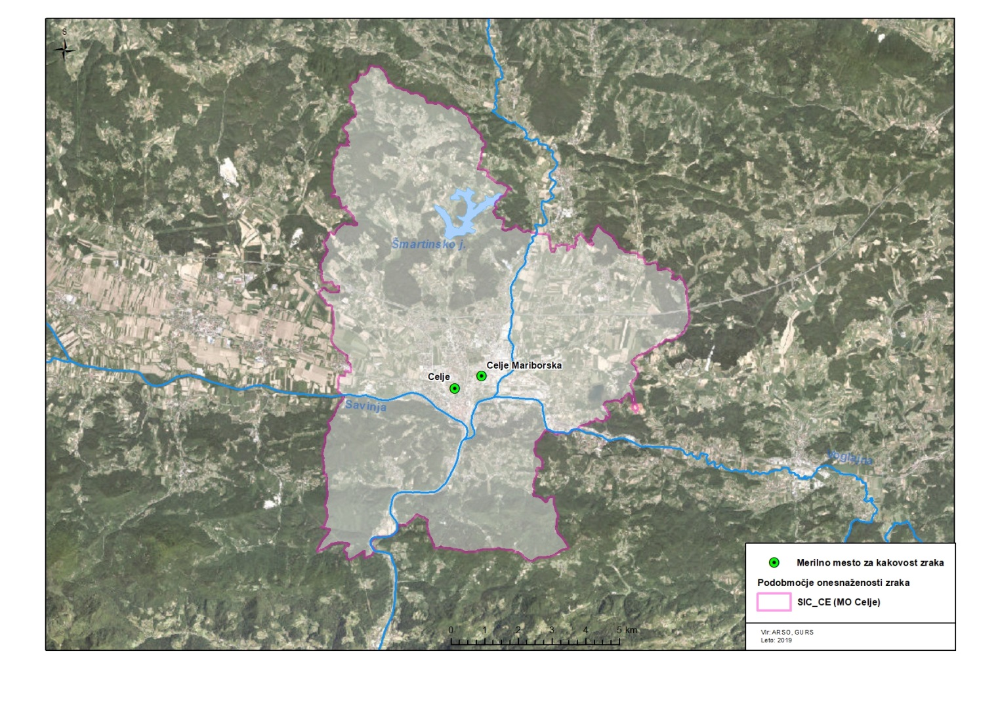 S
Šmartinsko j.
Celje Mariborska
Celje
Savinja
Voglajna
Merilno mesto za kakovost zraka
Podobmočje onesnaženosti zraka
SIC_CE (MO Celje)
0 1 2 3 4 5 km
Vir: ARSO, GURS
Leto: 2019